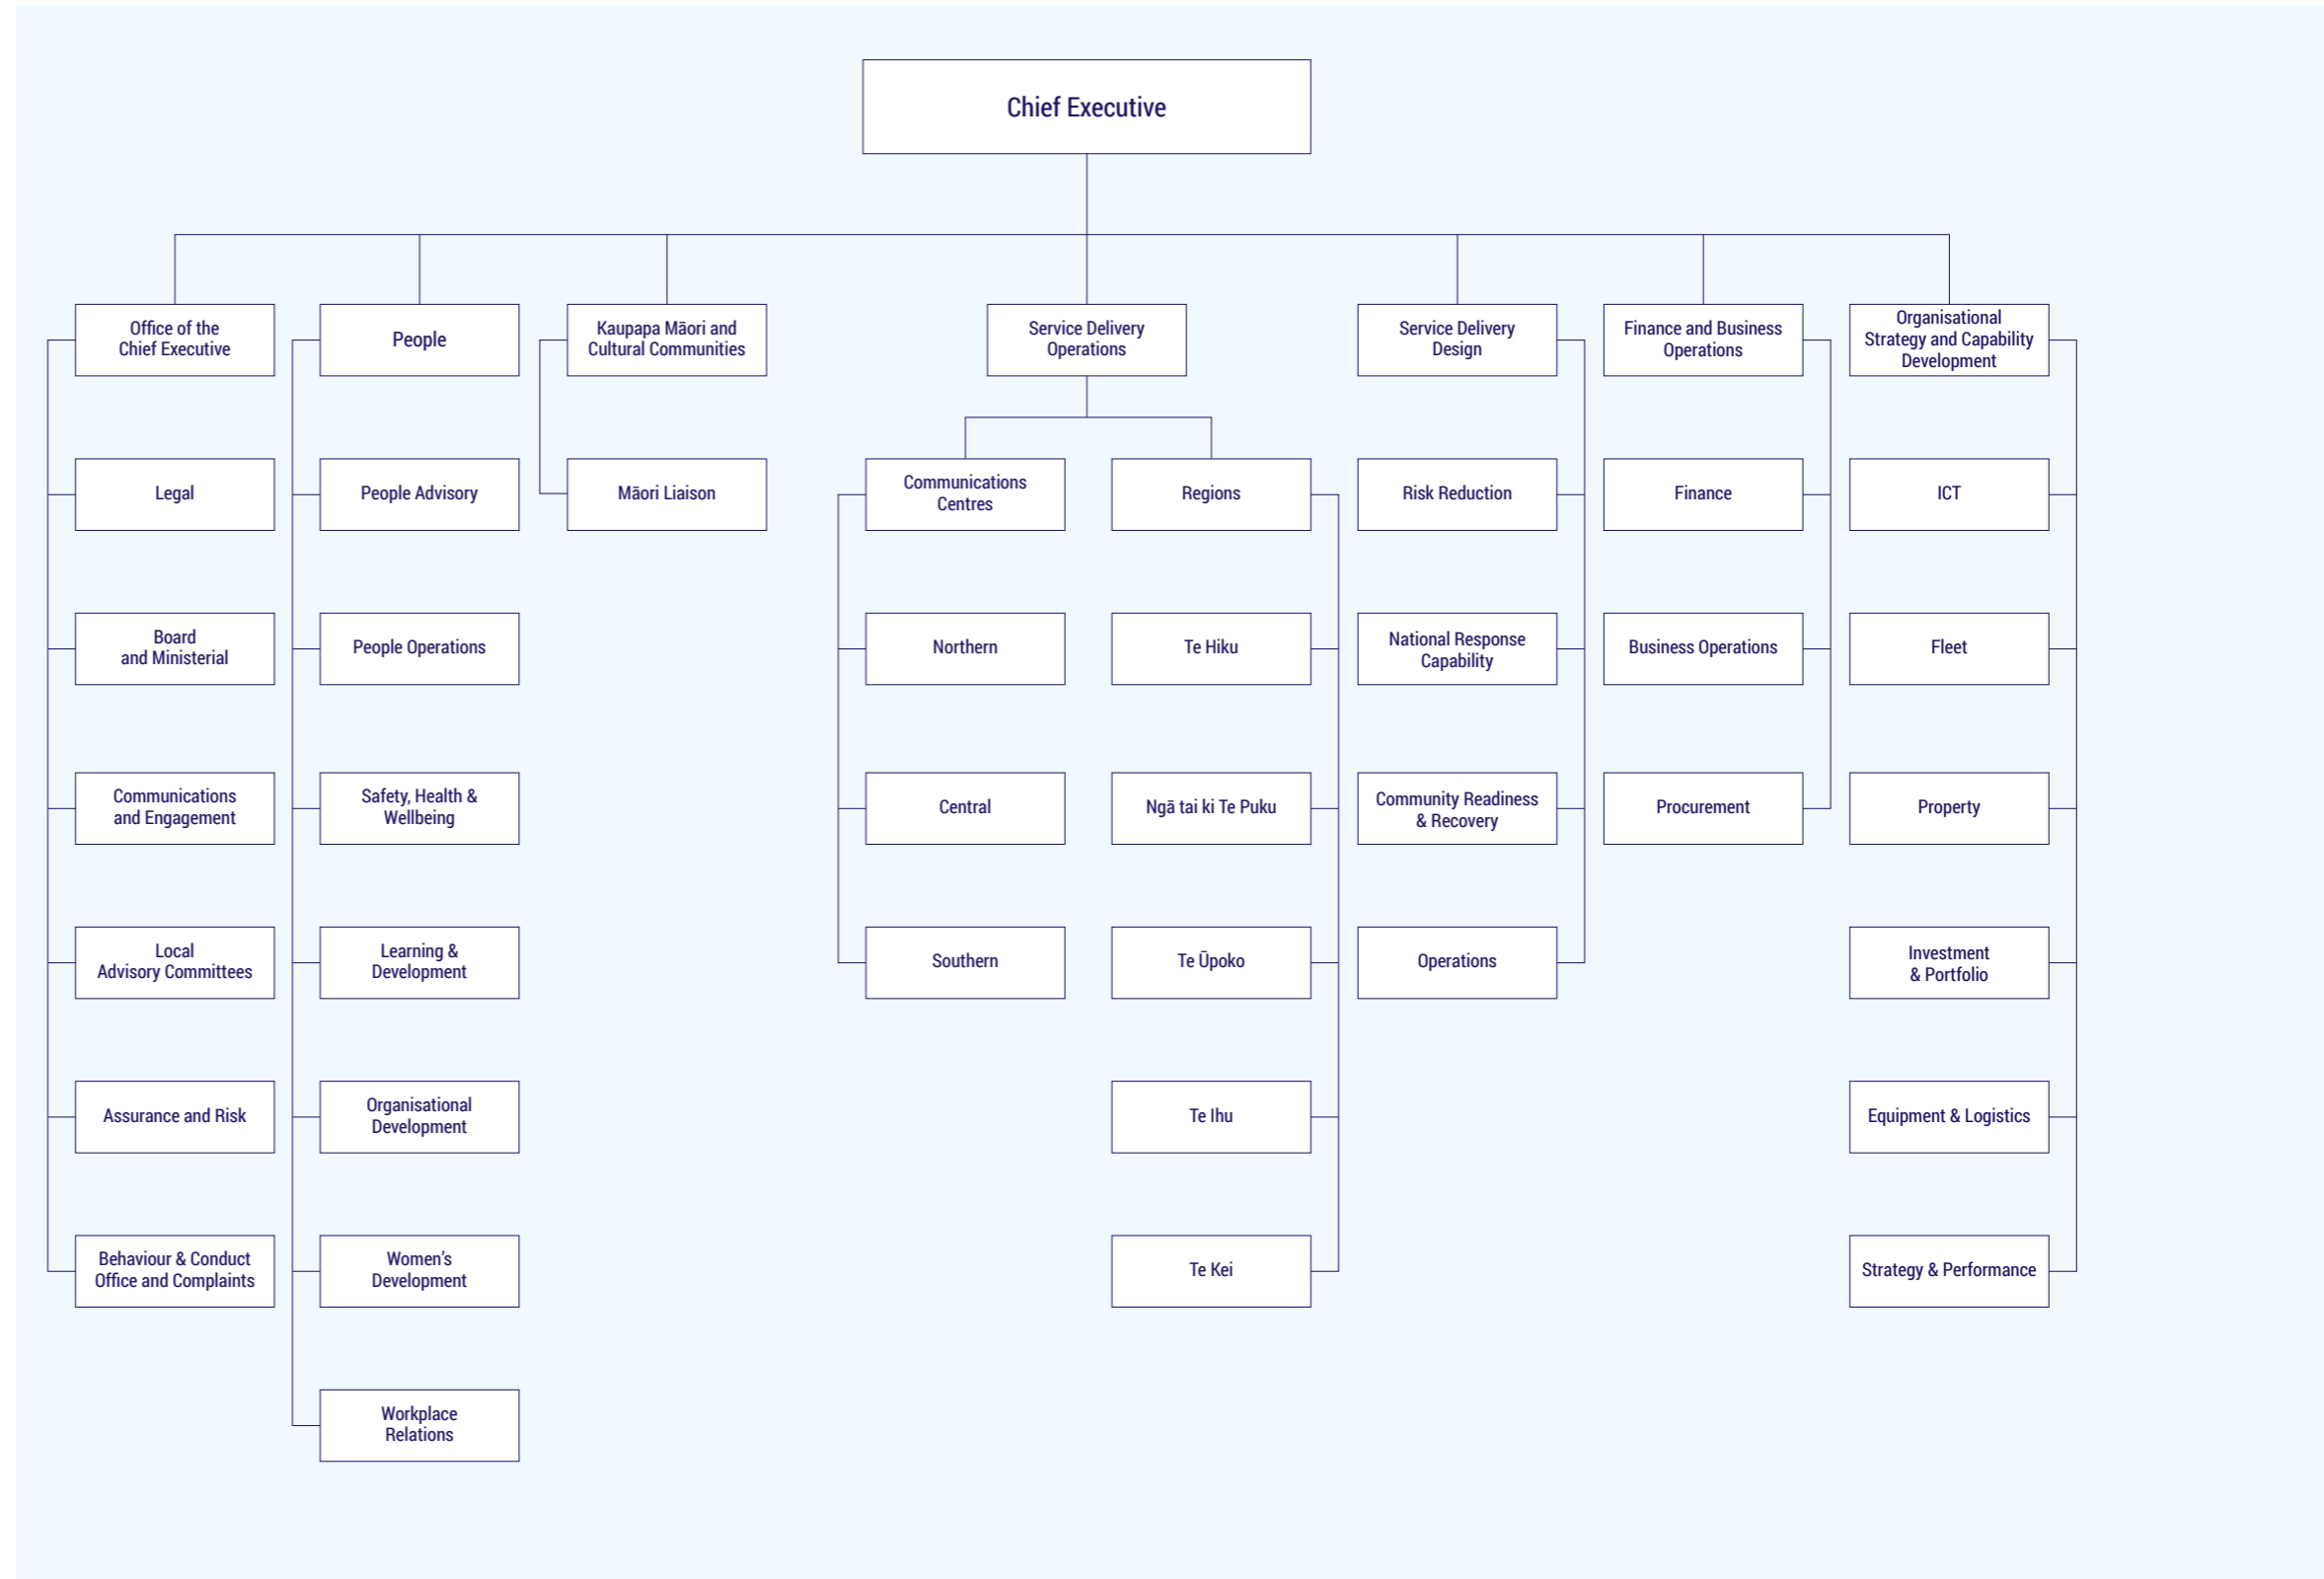 Chief Executive
Office of the
Chief Executive
People
Kaupapa Māori and
Cultural Communities
Service Delivery
Operations
Service Delivery
Design
Finance and Business
Operations
Organisational
Strategy and Capability
Development
Legal
People Advisory
Māori Liaison
Communications
Centres
Regions
Risk Reduction
Finance
ICT
Board
and Ministerial
People Operations
Northern
Te Hiku
National Response
Capability
Business Operations
Fleet
Communications
and Engagement
Safety, Health &
Wellbeing
Central
Ngā tai ki Te Puku
Community Readiness
& Recovery
Procurement
Property
Local
Advisory Committees
Learning &
Development
Southern
Te Ūpoko
Operations
Investment
& Portfolio
Assurance and Risk
Organisational
Development
Te Ihu
Equipment & Logistics
Behaviour & Conduct
Office and Complaints
Women's
Development
Te Kei
Strategy & Performance
Workplace
Relations